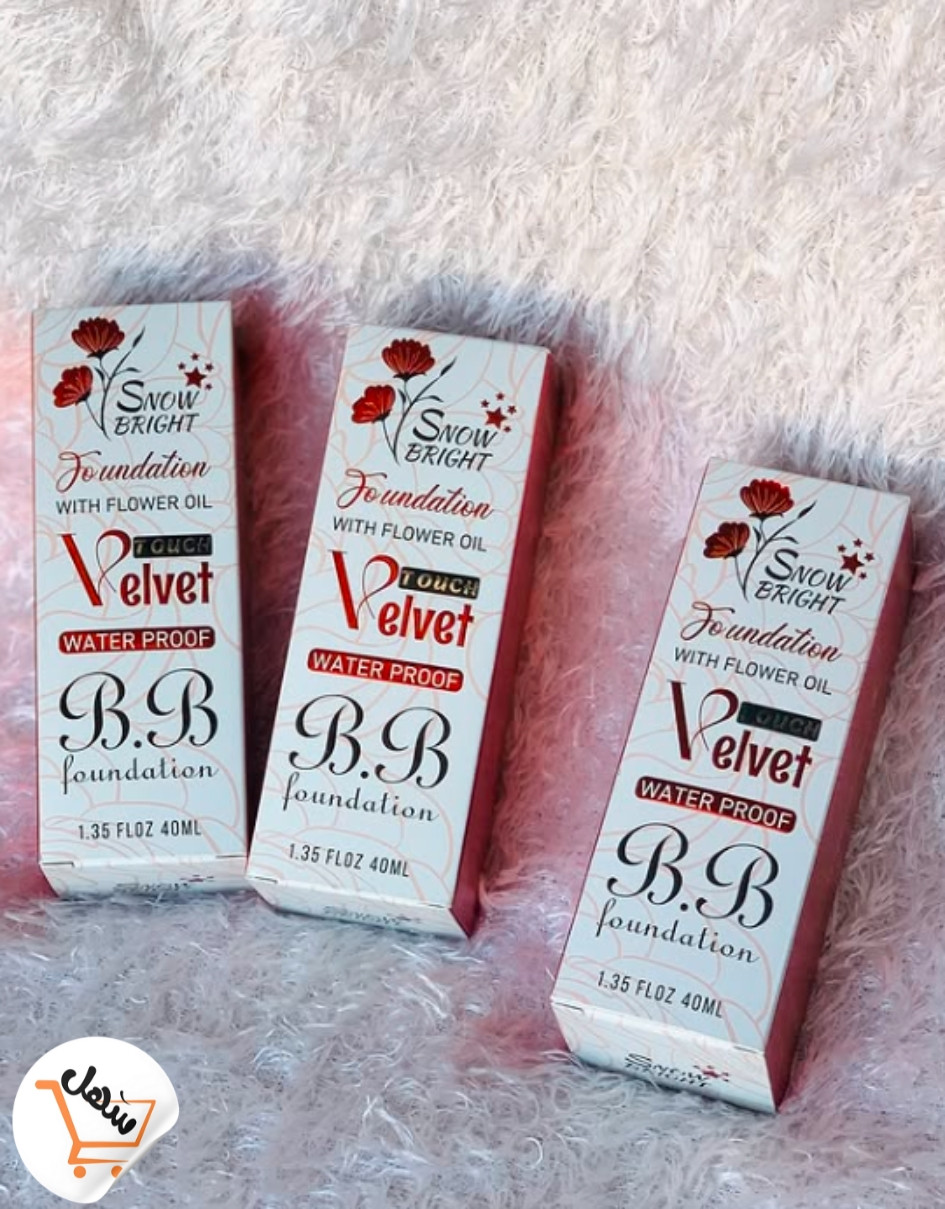 SNOW
BRIGHT
Foundation
WITH FLOWER OIL
TOUCH
Velvet
WATER PROOF
B.B
foundation
1.35 FLOZ 40ML
SNOW
BRIGHT
Foundation
WITH FLOWER OIL
TOUCH
Velvet
WATER PROOF
B.B
foundation
1.35 FLOZ 40ML
SNOW
BRIGHT
Foundation
WITH FLOWER OIL
TOUCH
Velvet
WATER PROOF
B.B
foundation
1.35 FLOZ 40ML
SNOW
BRIGHT
سهل